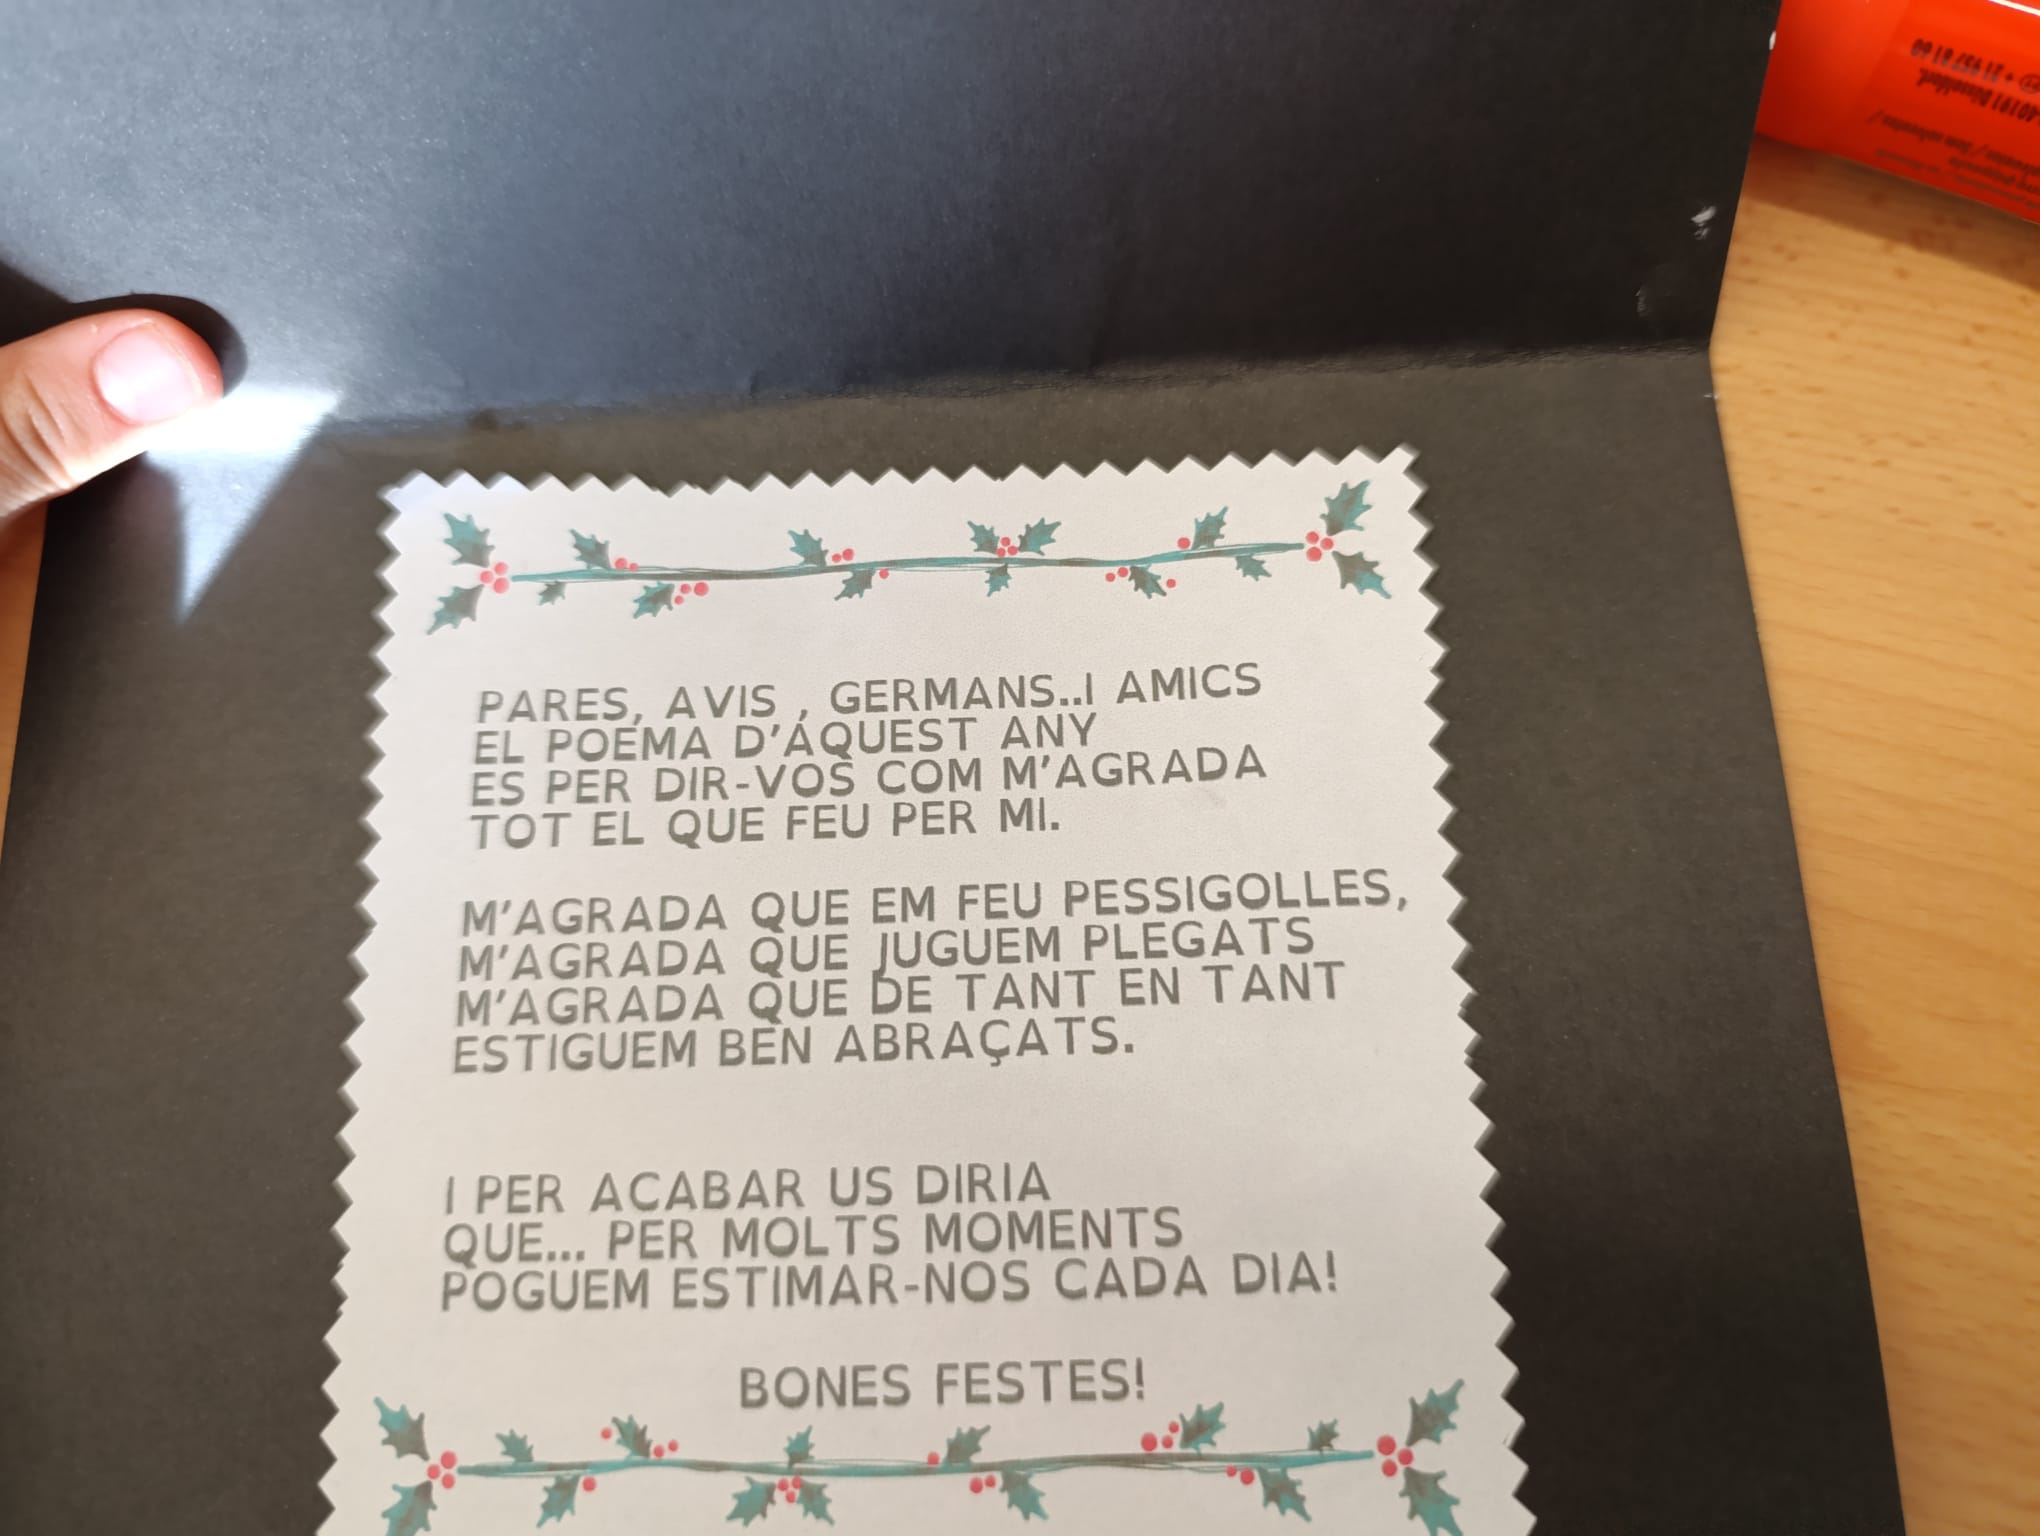 PARES, AVIS , GERMANS..I AMICS
EL POEMA D'AQUEST ANY
ES PER DIR-VOS COM M'AGRADA
TOT EL QUE FEU PER MI.
M'AGRADA QUE EM FEU PESSIGOLLES,
M'AGRADA QUE JUGUEM PLEGATS
M'AGRADA QUE DE TANT EN TANT
ESTIGUEM BEN ABRAÇATS.
I PER ACABAR US DIRIA
QUE... PER MOLTS MOMENTS
POGUEM ESTIMAR-NOS CADA DIA!
BONES FESTES!